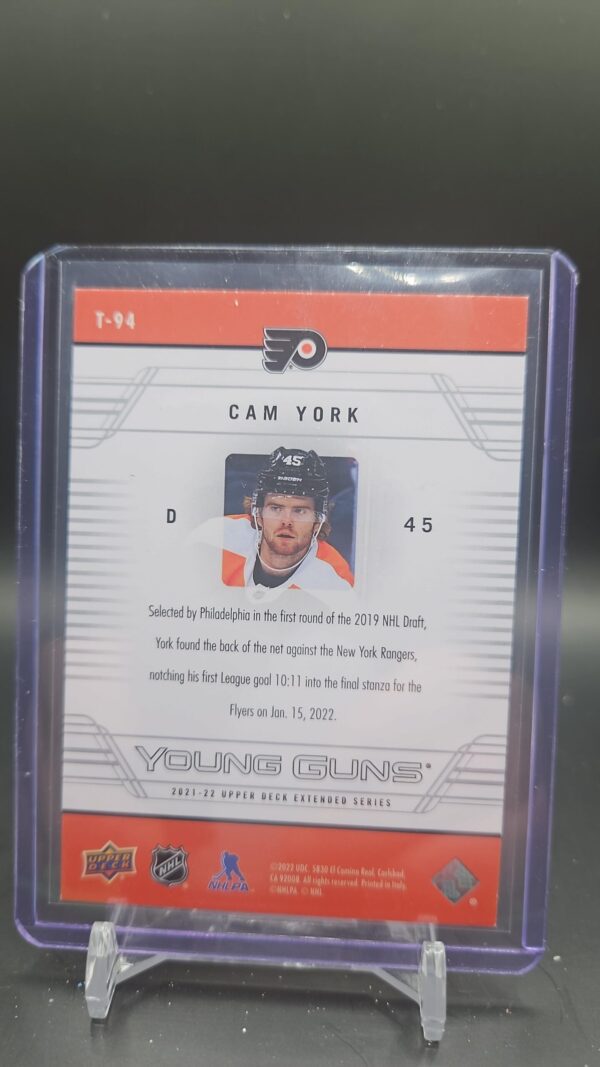 T-94
CAM YORK
45
D
45
Selected by Philadelphia in the first round of the 2019 NHL Draft,
York found the back of the net against the New York Rangers,
notching his first League goal 10:11 into the final stanza for the
Flyers on Jan. 15, 2022.
YOUNG GUNS®
2021-22 UPPER DECK EXTENDED SERIES
UPPER
DECK
NHL
NHLPA
©2022 UDC. 5830 El Camino Real, Carlsbad,
CA 92008. All rights reserved. Printed in Italy.
©NHLPA. © NHL